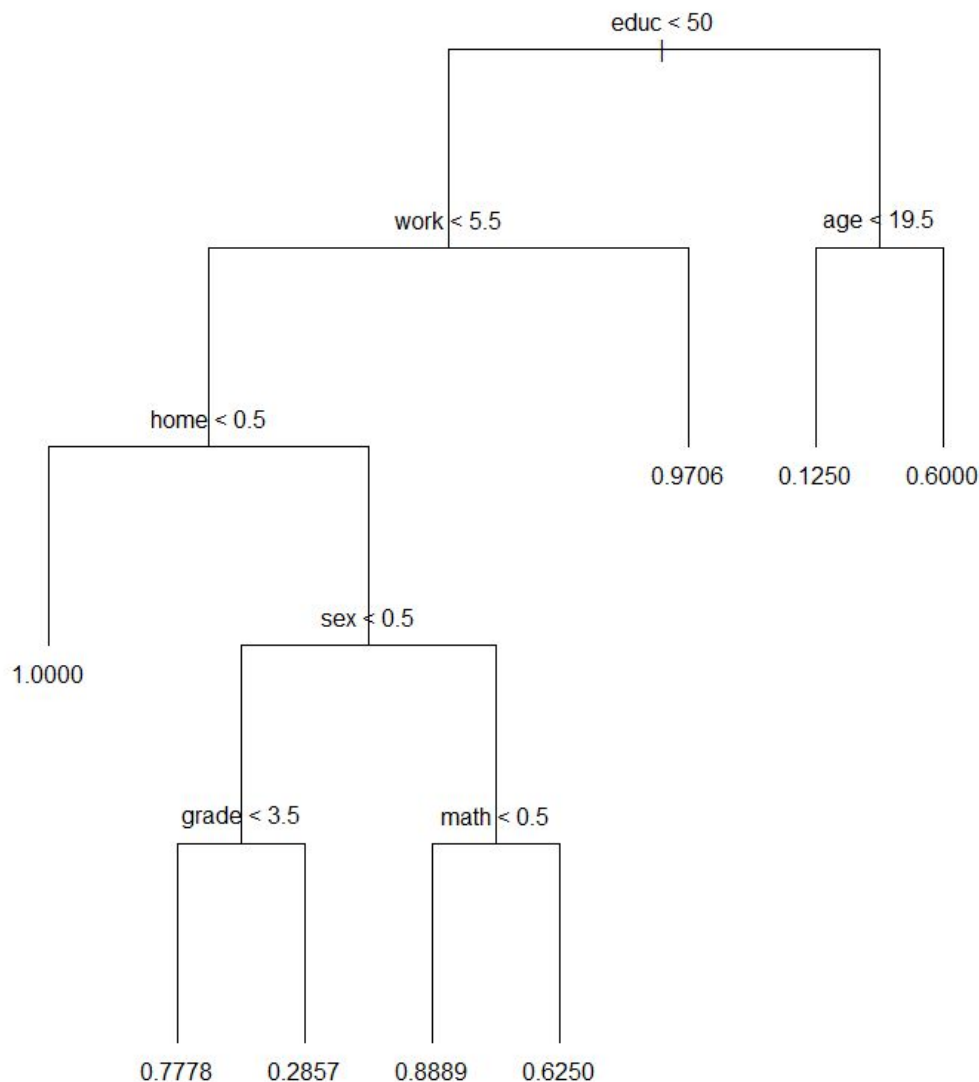 educ < 50
work < 5.5
age < 19.5
home < 0.5
0.9706
0.1250
0.6000
sex < 0.5
1.0000
grade < 3.5
math < 0.5
0.7778
0.2857
0.8889
0.6250